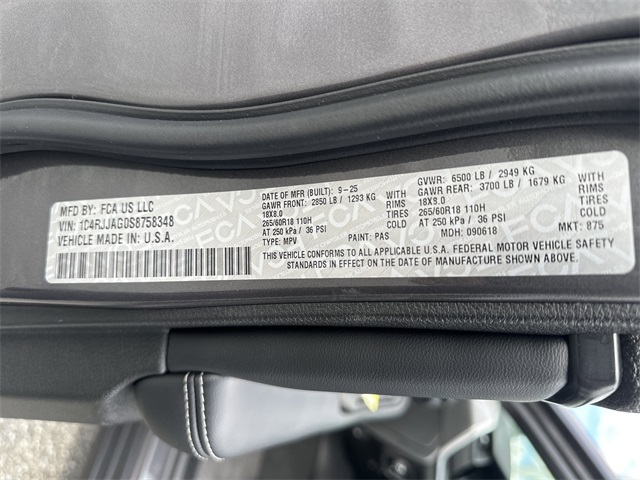 MFD BY: FCA US LLC
VIN: 1C4RJJAGDS8758348
VEHICLE MADE IN: U.S.A.
DATE OF MFR (BUILT): 9-25
GAWR FRONT: 2850 LB / 1293 KG WITH
18X8.0 RIMS
265/60R18 110H TIRES
AT 250 kPa / 36 PSI
TYPE: MPV PAINT: PAS
GVWR: 6500 LB / 2949 KG
GAWR REAR: 3700 LB / 1679 KG WITH
18X9.0 RIMS
265/60R18 110H TIRES
AT 250 kPa / 36 PSI
MDH: 090618 MKT: 875
THIS VEHICLE CONFORMS TO ALL APPLICABLE U.S.A. FEDERAL MOTOR VEHICLE SAFETY
STANDARDS IN EFFECT ON THE DATE OF MANUFACTURE SHOWN ABOVE.